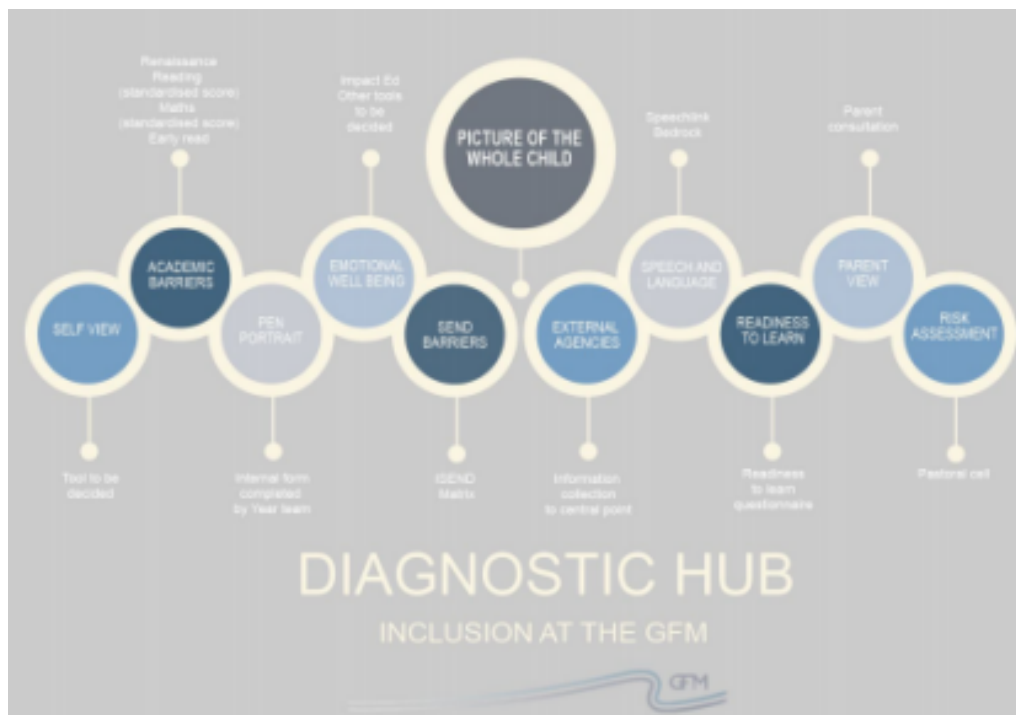 Renaissance
Reading
(standardised score)
Maths
(standardised score)
Early read
Impact Ed
Other tools
to be
decided
PICTURE OF THE
WHOLE CHILD
Speechlink
Bedrock
Parent
consultation
ACADEMIC
BARRIERS
EMOTIONAL
WELL BEING
SPEECH AND
LANGUAGE
PARENT
VIEW
SELF VIEW
PEN
PORTRAIT
SEND
BARRIERS
EXTERNAL
AGENCIES
READINESS
TO LEARN
RISK
ASSESSMENT
Tool to be
decided
Internal form
completed
by Year team
Matrix
Information
collection
to central point
Readiness
to learn
questionnaire
Pastoral cell
DIAGNOSTIC HUB
INCLUSION AT THE GFM
GFM